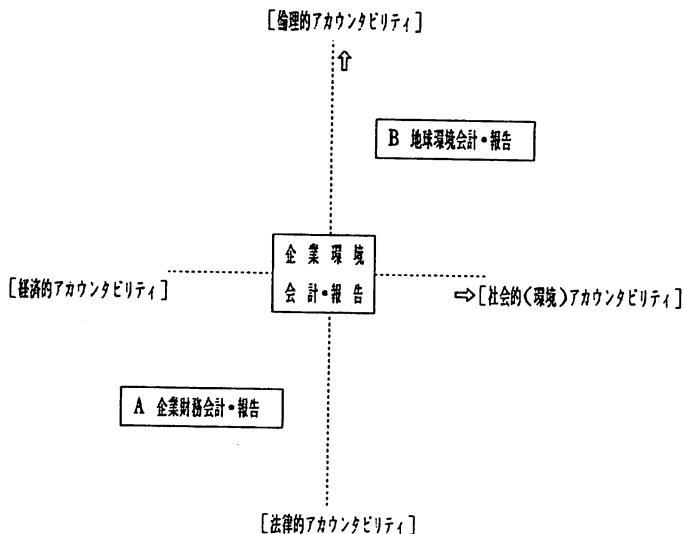 [倫理的アカウンタビリティ]
⇧
B 地球環境会計・報告
企業環境
会計・報告
[経済的アカウンタビリティ]
⇨[社会的(環境)アカウンタビリティ]
A 企業財務会計・報告
[法律的アカウンタビリティ]